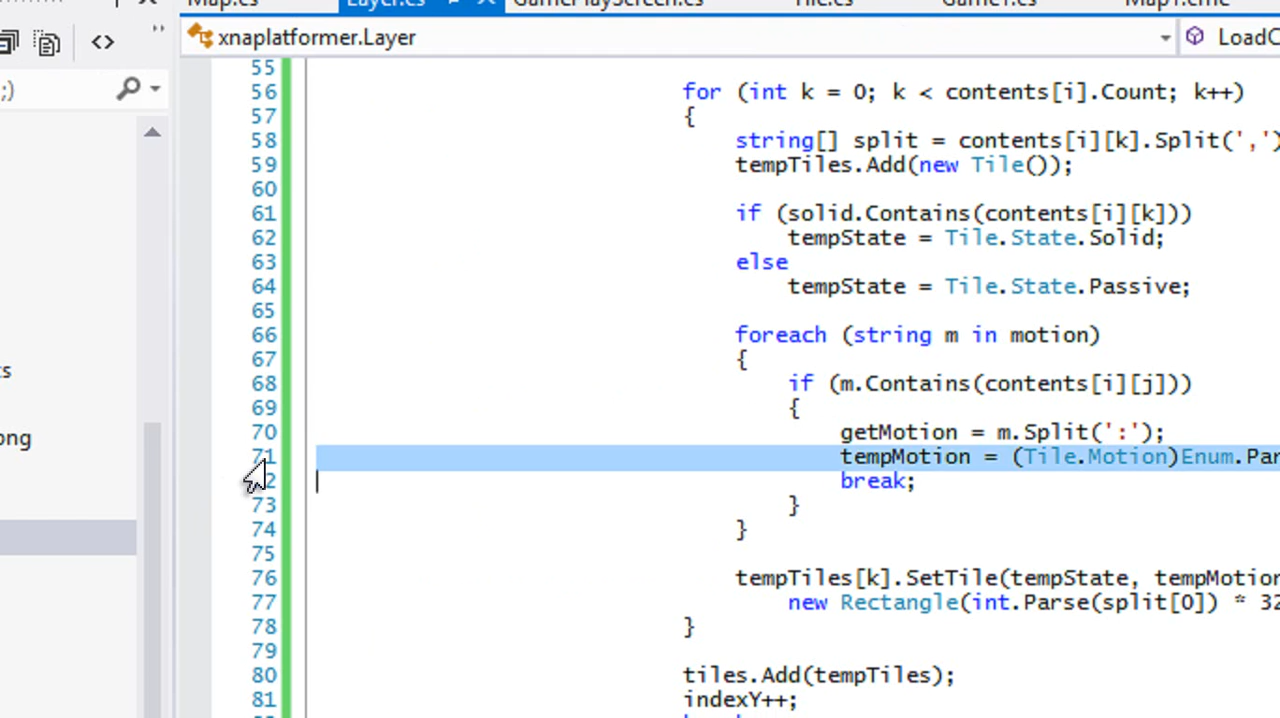 Map.cs Layer.cs GamePlayScreen.cs Tile.cs Game1.cs Map1.cme
xnaplatformer.Layer LoadC
;)
55
56 for (int k = 0; k < contents[i].Count; k++)
57 {
58 string[] split = contents[i][k].Split(',')
59 tempTiles.Add(new Tile());
60
61 if (solid.Contains(contents[i][k]))
62 tempState = Tile.State.Solid;
63 else
64 tempState = Tile.State.Passive;
65
66 foreach (string m in motion)
67 {
68 if (m.Contains(contents[i][j]))
69 {
70 getMotion = m.Split(':');
71 tempMotion = (Tile.Motion)Enum.Par
2 break;
73 }
74 }
75
76 tempTiles[k].SetTile(tempState, tempMotion
77 new Rectangle(int.Parse(split[0]) * 32
78 }
79
80 tiles.Add(tempTiles);
81 indexY++;
ts
ong